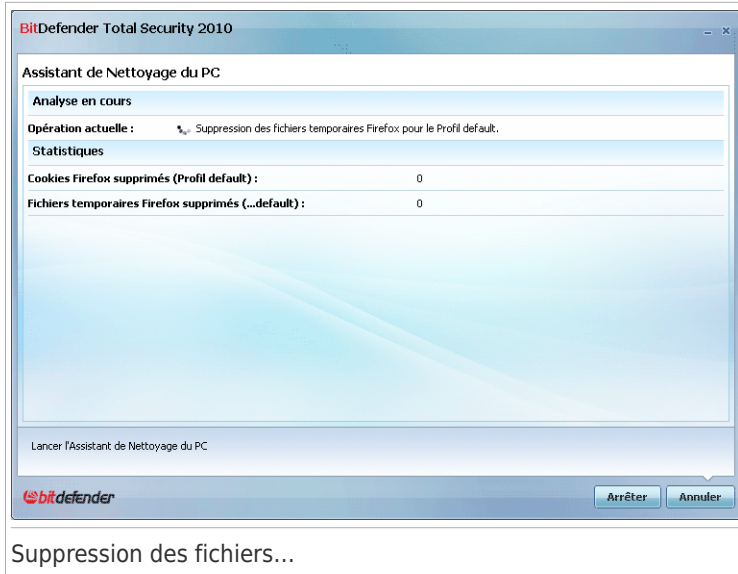 BitDefender Total Security 2010
Assistant de Nettoyage du PC
Analyse en cours
Opération actuelle : Suppression des fichiers temporaires Firefox pour le Profil default.
Statistiques
Cookies Firefox supprimés (Profil default) : 0
Fichiers temporaires Firefox supprimés (...default) : 0
Lancer l'Assistant de Nettoyage du PC
bitdefender
Arrêter Annuler
Suppression des fichiers...